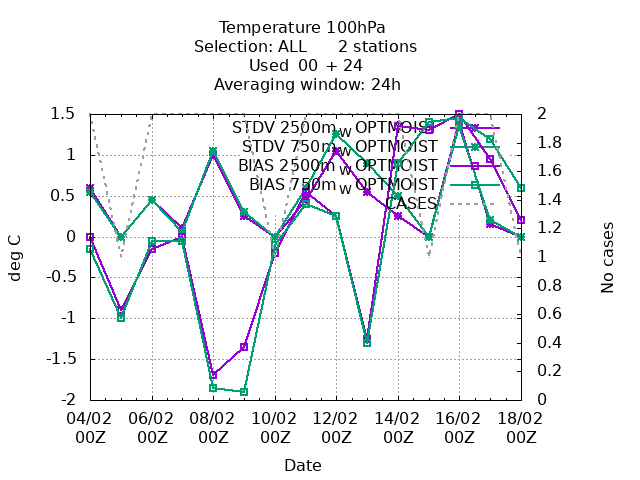 Temperature 100hPa
Selection: ALL 2 stations
Used 00 + 24
Averaging window: 24h
STDV 2500m_w OPTMOIST
STDV 750m_w OPTMOIST
BIAS 2500m_w OPTMOIST
BIAS 750m_w OPTMOIST
CASES
1.5
1
0.5
0
-0.5
-1
-1.5
-2
2
1.8
1.6
1.4
1.2
1
0.8
0.6
0.4
0.2
0
deg C
No cases
04/02 06/02 08/02 10/02 12/02 14/02 16/02 18/02
00Z 00Z 00Z 00Z 00Z 00Z 00Z 00Z
Date